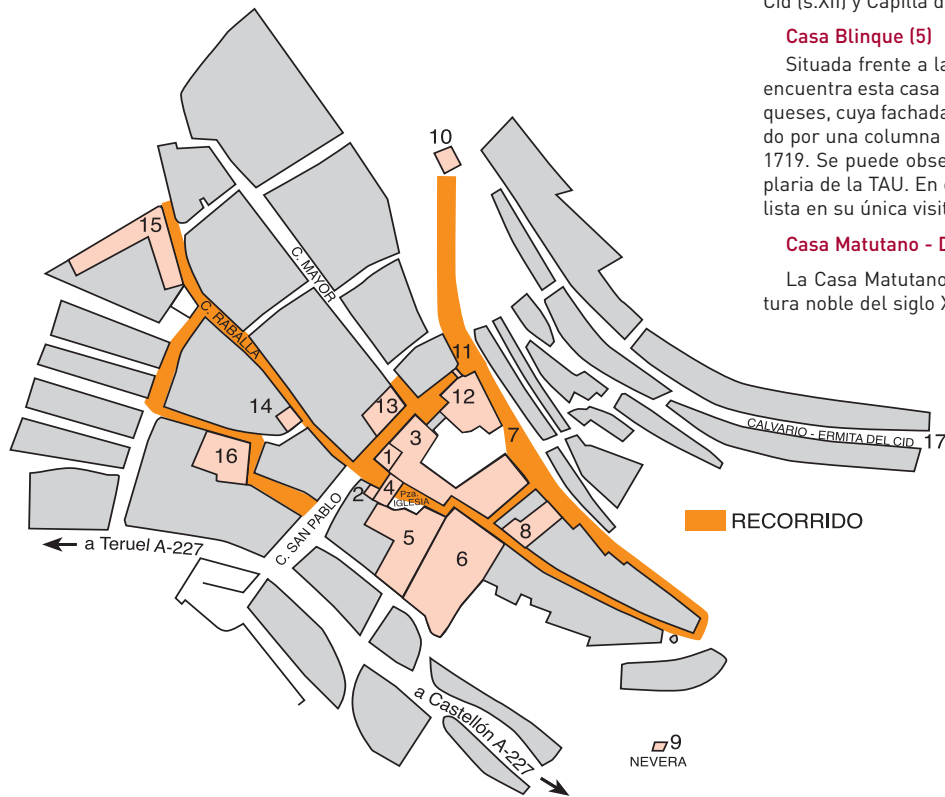 Cid (s.XII) y Capilla d
Casa Blinque (5)
Situada frente a la
encuentra esta casa
queses, cuya fachada
do por una columna
1719. Se puede obse
plaria de la TAU. En
lista en su única visit
Casa Matutano - D
La Casa Matutano
tura noble del siglo X
10
15
C. MAYOR
C. RABALLA
11
12
13
14
3
7
CALVARIO - ERMITA DEL CID 17
1
16
2
4
Pza.
IGLESIA
C. SAN PABLO
8
5
6
RECORRIDO
a Teruel A-227
a Castellón A-227
9
NEVERA